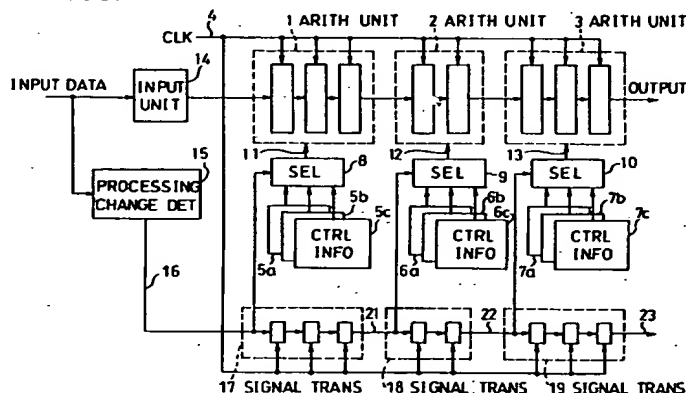 4
1 ARITH UNIT
2 ARITH UNIT
3 ARITH UNIT
CLK
14
INPUT DATA
INPUT UNIT
OUTPUT
11
12
13
15
8
9
10
SEL
SEL
SEL
PROCESSING CHANGE DET
5b
5c
6b
6c
7b
7c
CTRL INFO
CTRL INFO
CTRL INFO
16
5a
6a
7a
21
22
23
17 SIGNAL TRANS
18 SIGNAL TRANS
19 SIGNAL TRANS